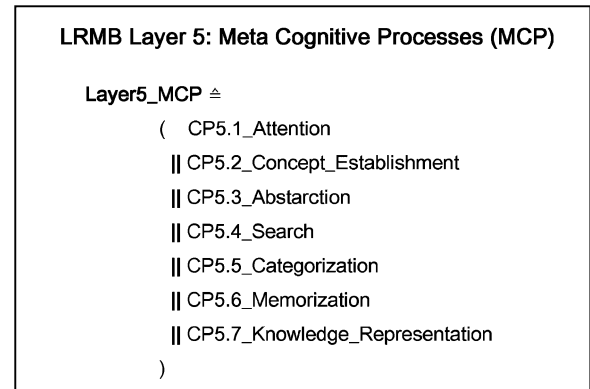 LRMB Layer 5: Meta Cognitive Processes (MCP)
Layer5_MCP ≙
( CP5.1_Attention
|| CP5.2_Concept_Establishment
|| CP5.3_Abstarction
|| CP5.4_Search
|| CP5.5_Categorization
|| CP5.6_Memorization
|| CP5.7_Knowledge_Representation
)